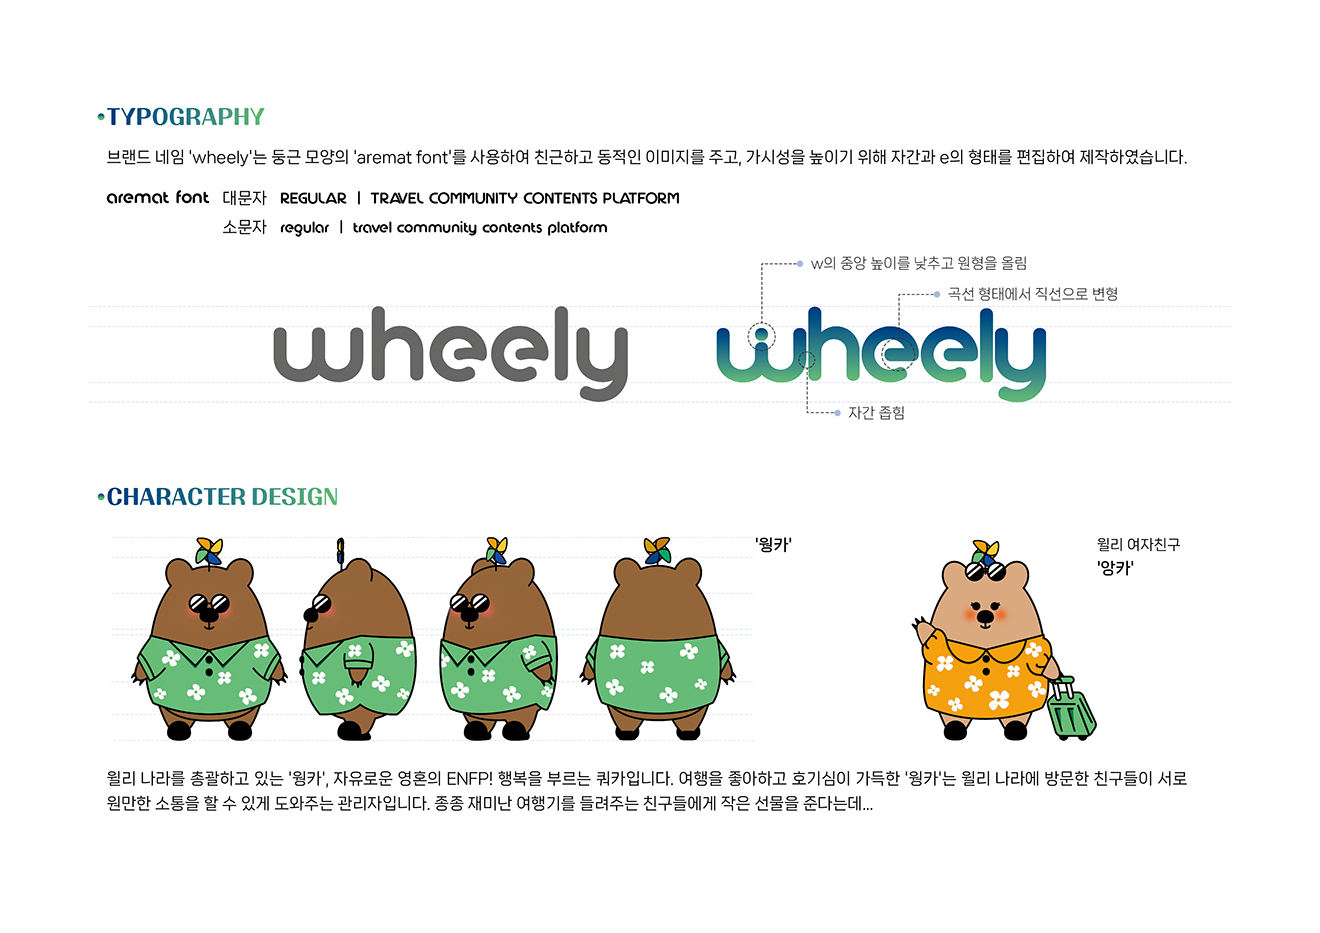 TYPOGRAPHY
브랜드 네임 'wheely'는 둥근 모양의 'aremat font'를 사용하여 친근하고 동적인 이미지를 주고, 가시성을 높이기 위해 자간과 e의 형태를 편집하여 제작하였습니다.
aremat font 대문자 REGULAR | TRAVEL COMMUNITY CONTENTS PLATFORM
소문자 regular | travel community contents platform
w의 중앙 높이를 낮추고 원형을 올림
곡선 형태에서 직선으로 변형
wheely wheely
자간 좁힘
CHARACTER DESIGN
'웡카' 윌리 여자친구
'앙카'
윌리 나라를 총괄하고 있는 '웡카', 자유로운 영혼의 ENFP! 행복을 부르는 쿼카입니다. 여행을 좋아하고 호기심이 가득한 '웡카'는 윌리 나라에 방문한 친구들이 서로
원만한 소통을 할 수 있게 도와주는 관리자입니다. 종종 재미난 여행기를 들려주는 친구들에게 작은 선물을 준다는데...